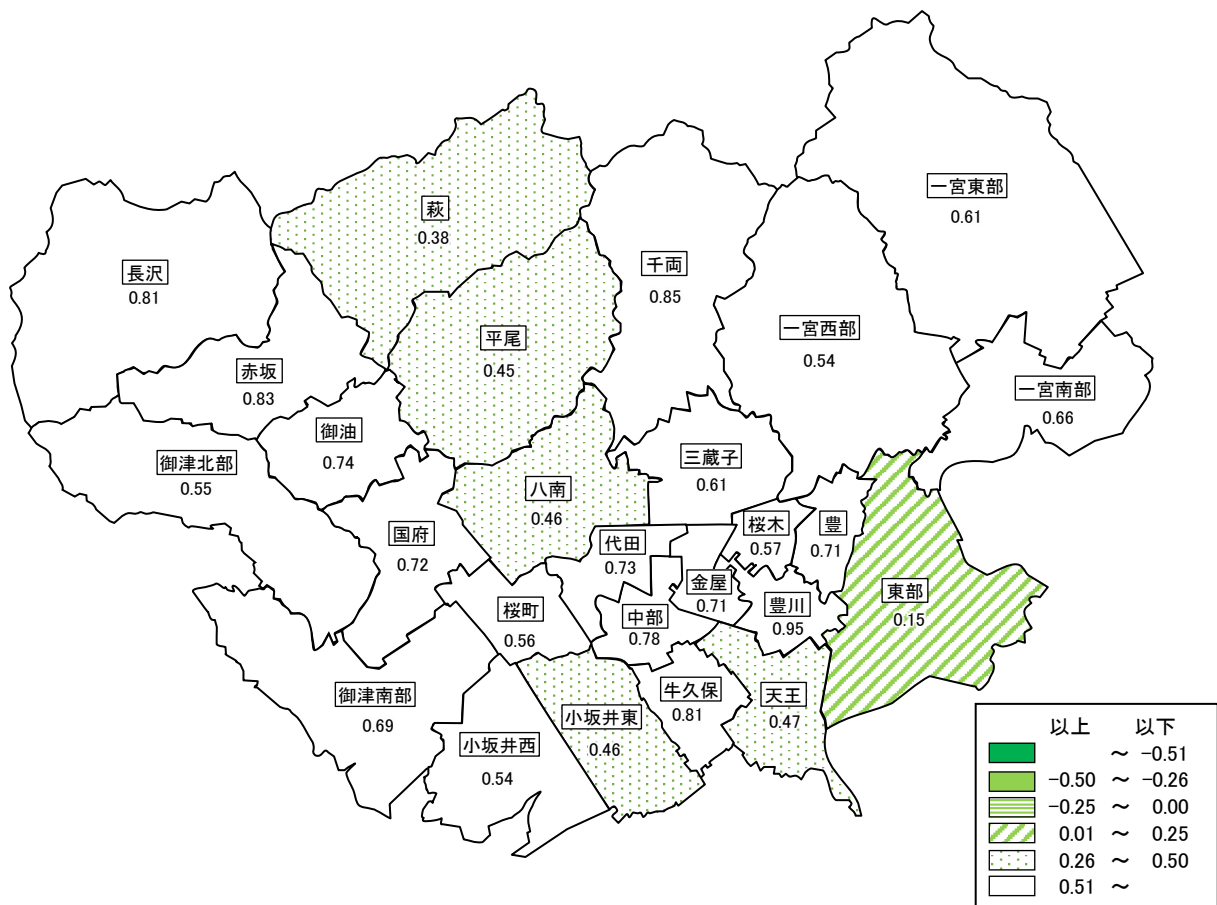 一宮東部
0.61
萩
0.38
長沢
0.81
千両
0.85
一宮西部
0.54
平尾
0.45
赤坂
0.83
一宮南部
0.66
御油
0.74
御津北部
0.55
三蔵子
0.61
八南
0.46
国府
0.72
代田
0.73
桜木
0.57
豊
0.71
金屋
0.71
東部
0.15
桜町
0.56
中部
0.78
豊川
0.95
御津南部
0.69
牛久保
0.81
天王
0.47
小坂井東
0.46
小坂井西
0.54
以上 以下
～ -0.51
-0.50 ～ -0.26
-0.25 ～ 0.00
0.01 ～ 0.25
0.26 ～ 0.50
0.51 ～